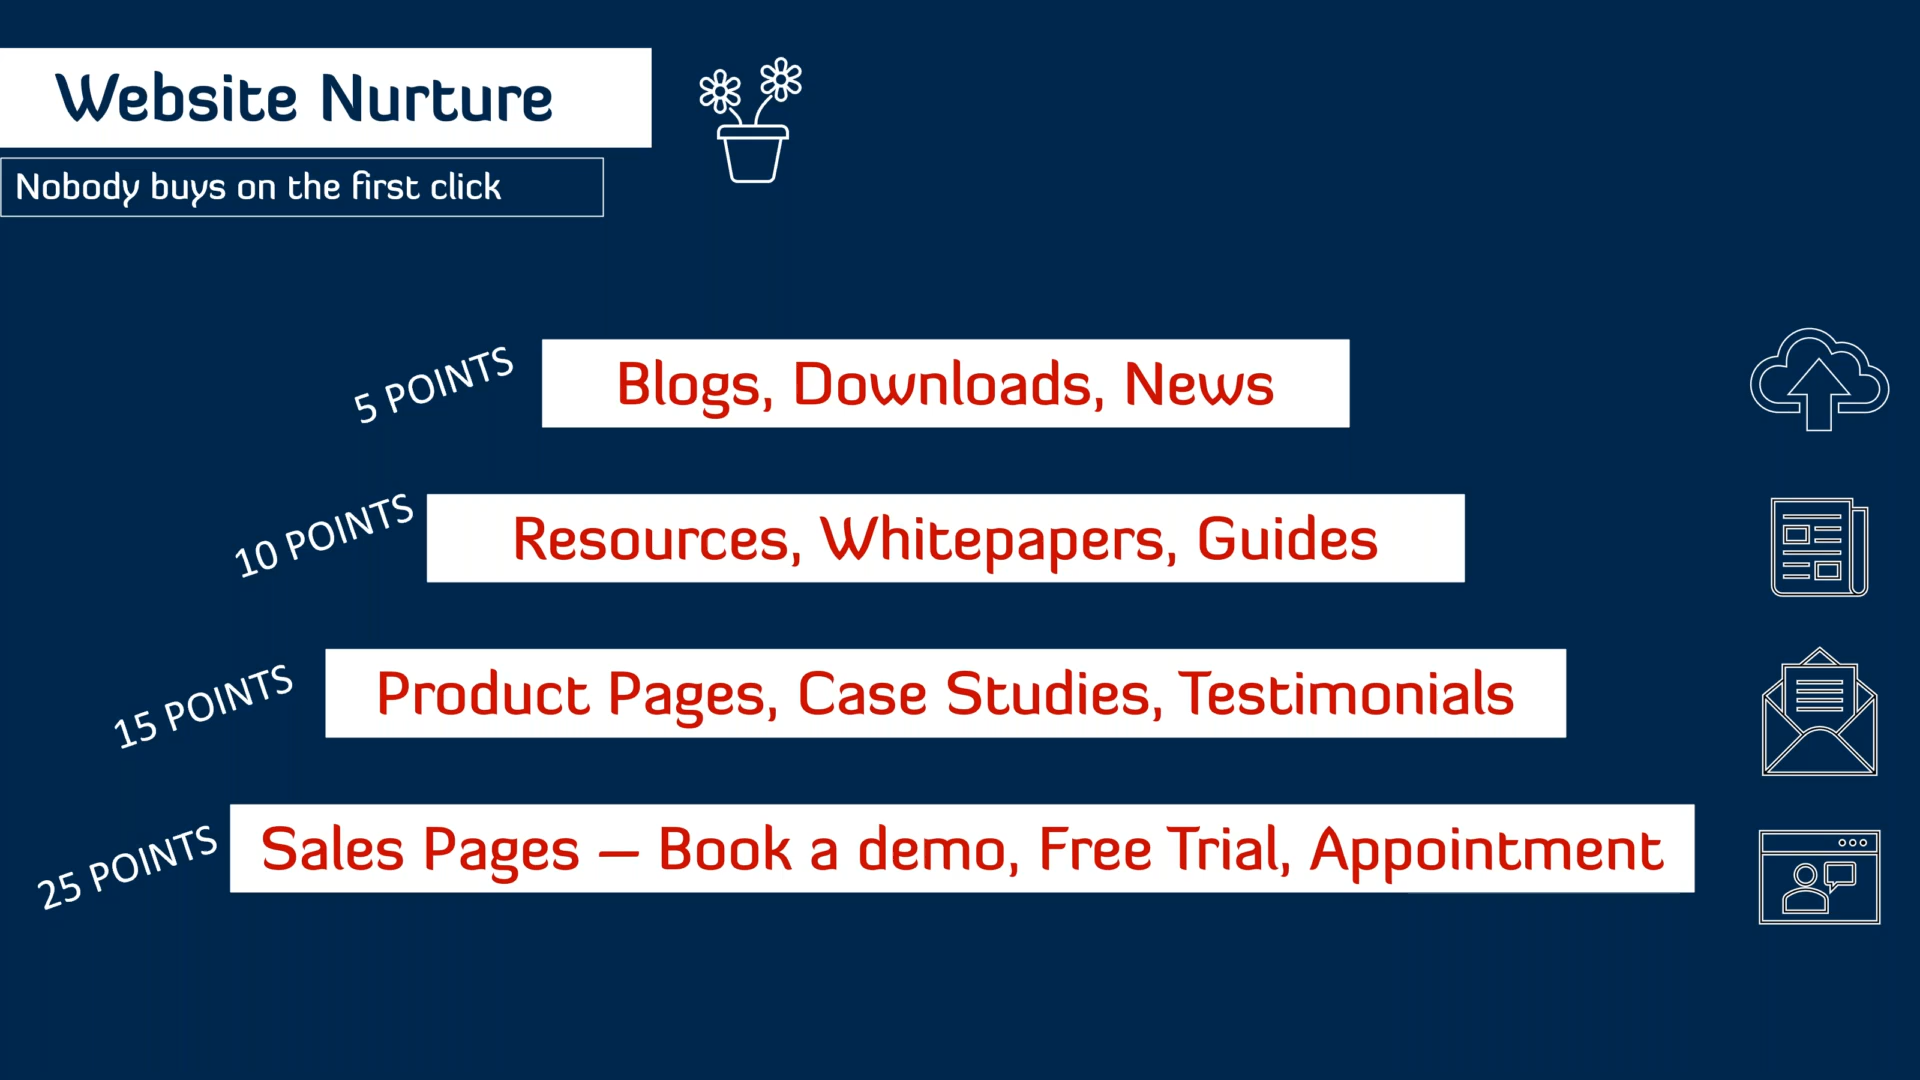 Website Nurture
Nobody buys on the first click
5 POINTS
Blogs, Downloads, News
10 POINTS
Resources, Whitepapers, Guides
15 POINTS
Product Pages, Case Studies, Testimonials
25 POINTS
Sales Pages – Book a demo, Free Trial, Appointment